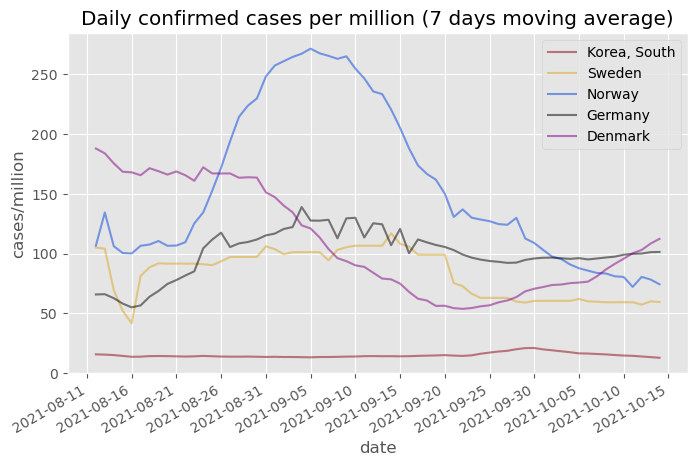 Daily confirmed cases per million (7 days moving average)
Korea, South
Sweden
Norway
Germany
Denmark
cases/million
250
200
150
100
50
0
2021-08-11
2021-08-16
2021-08-21
2021-08-26
2021-08-31
2021-09-05
2021-09-10
2021-09-15
2021-09-20
2021-09-25
2021-09-30
2021-10-05
2021-10-10
2021-10-15
date